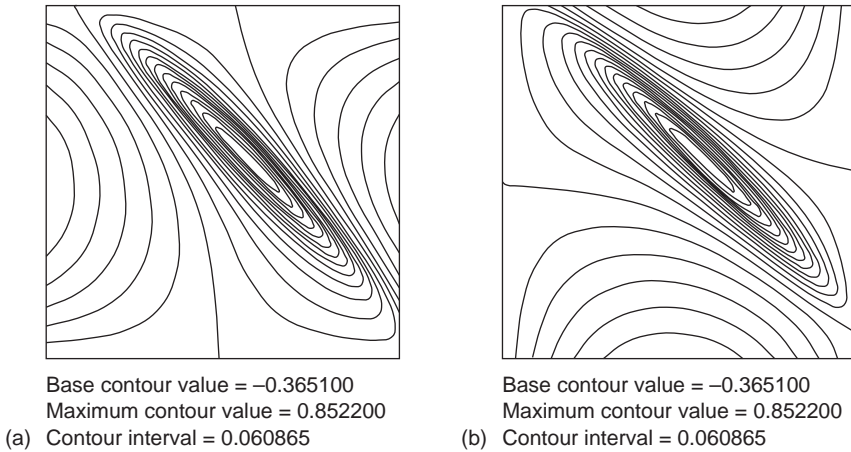 Base contour value = –0.365100
Maximum contour value = 0.852200
(a) Contour interval = 0.060865
Base contour value = –0.365100
Maximum contour value = 0.852200
(b) Contour interval = 0.060865